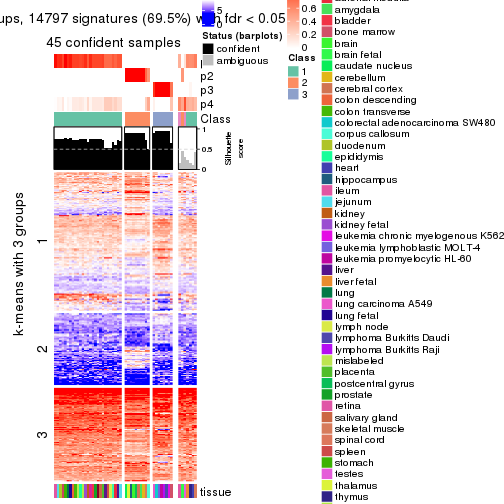 ups, 14797 signatures (69.5%) with fdr < 0.05
45 confident samples
p2
p3
p4
Class
1
0.5
0
Silhouette
score
k-means with 3 groups
1
2
3
tissue
5
0
Status (barplots)
confident
ambiguous
0.6
0.4
0.2
0
Class
1
2
3
amygdala
bladder
bone marrow
brain
brain fetal
caudate nucleus
cerebellum
cerebral cortex
colon descending
colon transverse
colorectal adenocarcinoma SW480
corpus callosum
duodenum
epididymis
heart
hippocampus
ileum
jejunum
kidney
kidney fetal
leukemia chronic myelogenous K562
leukemia lymphoblastic MOLT-4
leukemia promyelocytic HL-60
liver
liver fetal
lung
lung carcinoma A549
lung fetal
lymph node
lymphoma Burkitts Daudi
lymphoma Burkitts Raji
mislabeled
placenta
postcentral gyrus
prostate
retina
salivary gland
skeletal muscle
spinal cord
spleen
stomach
testes
thalamus
thymus